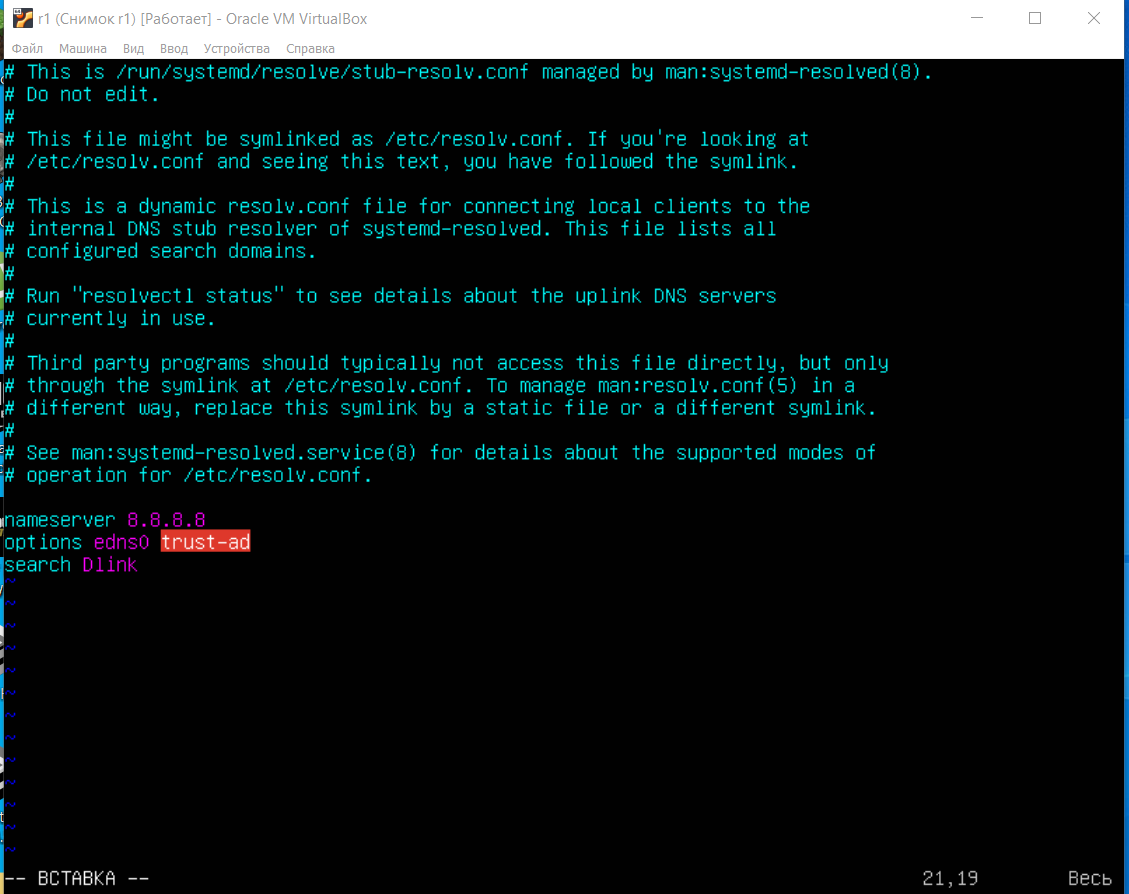 r1 (Снимок r1) [Работает] - Oracle VM VirtualBox
Файл Машина Вид Ввод Устройства Справка
# This is /run/systemd/resolve/stub-resolv.conf managed by man:systemd-resolved(8).
# Do not edit.
#
# This file might be symlinked as /etc/resolv.conf. If you're looking at
# /etc/resolv.conf and seeing this text, you have followed the symlink.
#
# This is a dynamic resolv.conf file for connecting local clients to the
# internal DNS stub resolver of systemd-resolved. This file lists all
# configured search domains.
#
# Run "resolvectl status" to see details about the uplink DNS servers
# currently in use.
#
# Third party programs should typically not access this file directly, but only
# through the symlink at /etc/resolv.conf. To manage man:resolv.conf(5) in a
# different way, replace this symlink by a static file or a different symlink.
#
# See man:systemd-resolved.service(8) for details about the supported modes of
# operation for /etc/resolv.conf.
nameserver 8.8.8.8
options edns0 trust-ad
search Dlink
~
~
~
~
~
~
~
~
~
~
~
~
~
-- ВСТАВКА -- 21,19 Весь